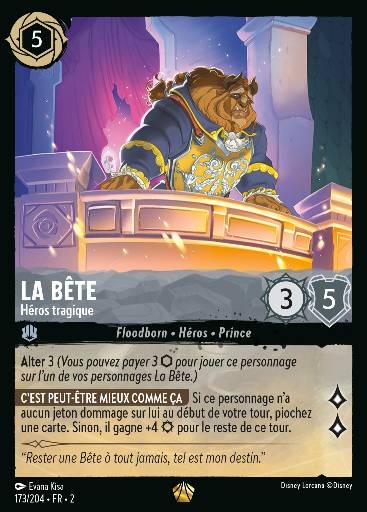 5
LA BÊTE
Héros tragique
3
5
Floodborn • Héros • Prince
Alter 3 (Vous pouvez payer 3 pour jouer ce personnage
sur l'un de vos personnages La Bête.)
C'EST PEUT-ÊTRE MIEUX COMME ÇA Si ce personnage n'a
aucun jeton dommage sur lui au début de votre tour, piochez
une carte. Sinon, il gagne +4 pour le reste de ce tour.
"Rester une Bête à tout jamais, tel est mon destin."
Evana Kisa
173/204 • FR • 2
Disney Lorcana ©Disney